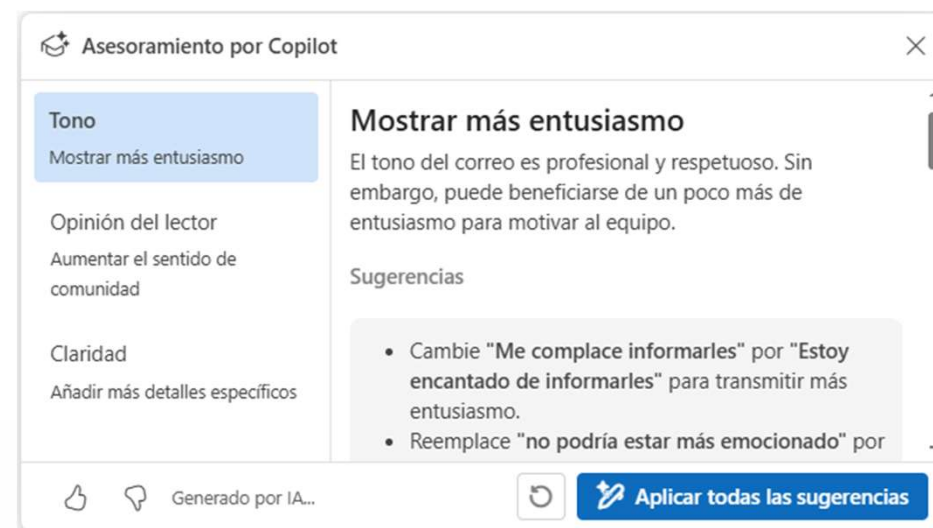 Asesoramiento por Copilot
Tono
Mostrar más entusiasmo
Opinión del lector
Aumentar el sentido de
comunidad
Claridad
Añadir más detalles específicos
Mostrar más entusiasmo
El tono del correo es profesional y respetuoso. Sin
embargo, puede beneficiarse de un poco más de
entusiasmo para motivar al equipo.
Sugerencias
• Cambie "Me complace informarles" por "Estoy
encantado de informarles" para transmitir más
entusiasmo.
• Reemplace "no podría estar más emocionado" por
Generado por IA...
Aplicar todas las sugerencias